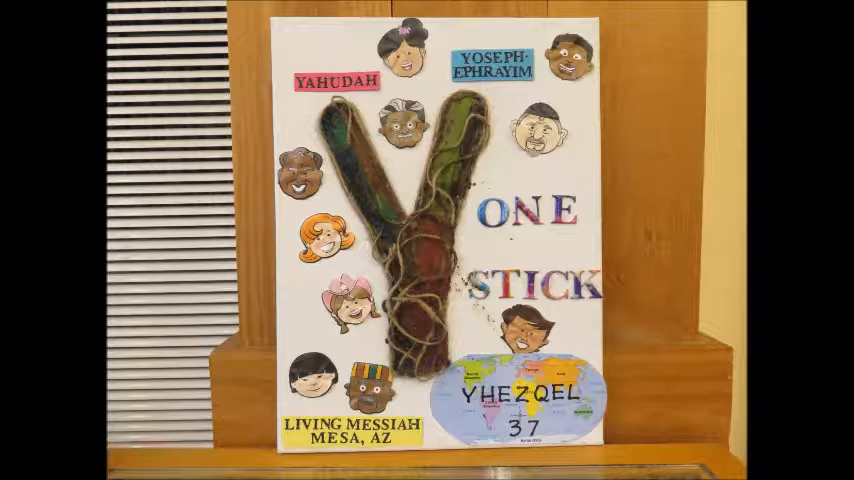 YAHUDAH
YOSEPH-
EPHRAYIM
ONE
STICK
YHEZQEL
37
LIVING MESSIAH
MESA, AZ